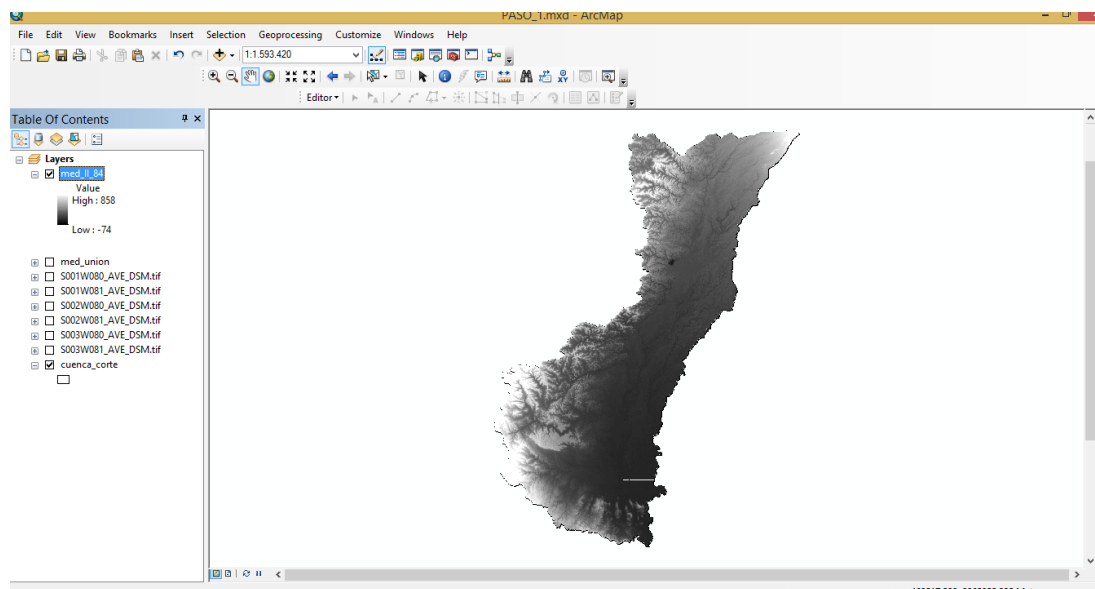 PASO_1.mxd - ArcMap
File Edit View Bookmarks Insert Selection Geoprocessing Customize Windows Help
1:1.593.420
Editor
Table Of Contents
Layers
med_ll_84
Value
High : 858
Low : -74
med_union
S001W080_AVE_DSM.tif
S001W081_AVE_DSM.tif
S002W080_AVE_DSM.tif
S002W081_AVE_DSM.tif
S003W080_AVE_DSM.tif
S003W081_AVE_DSM.tif
cuenca_corte